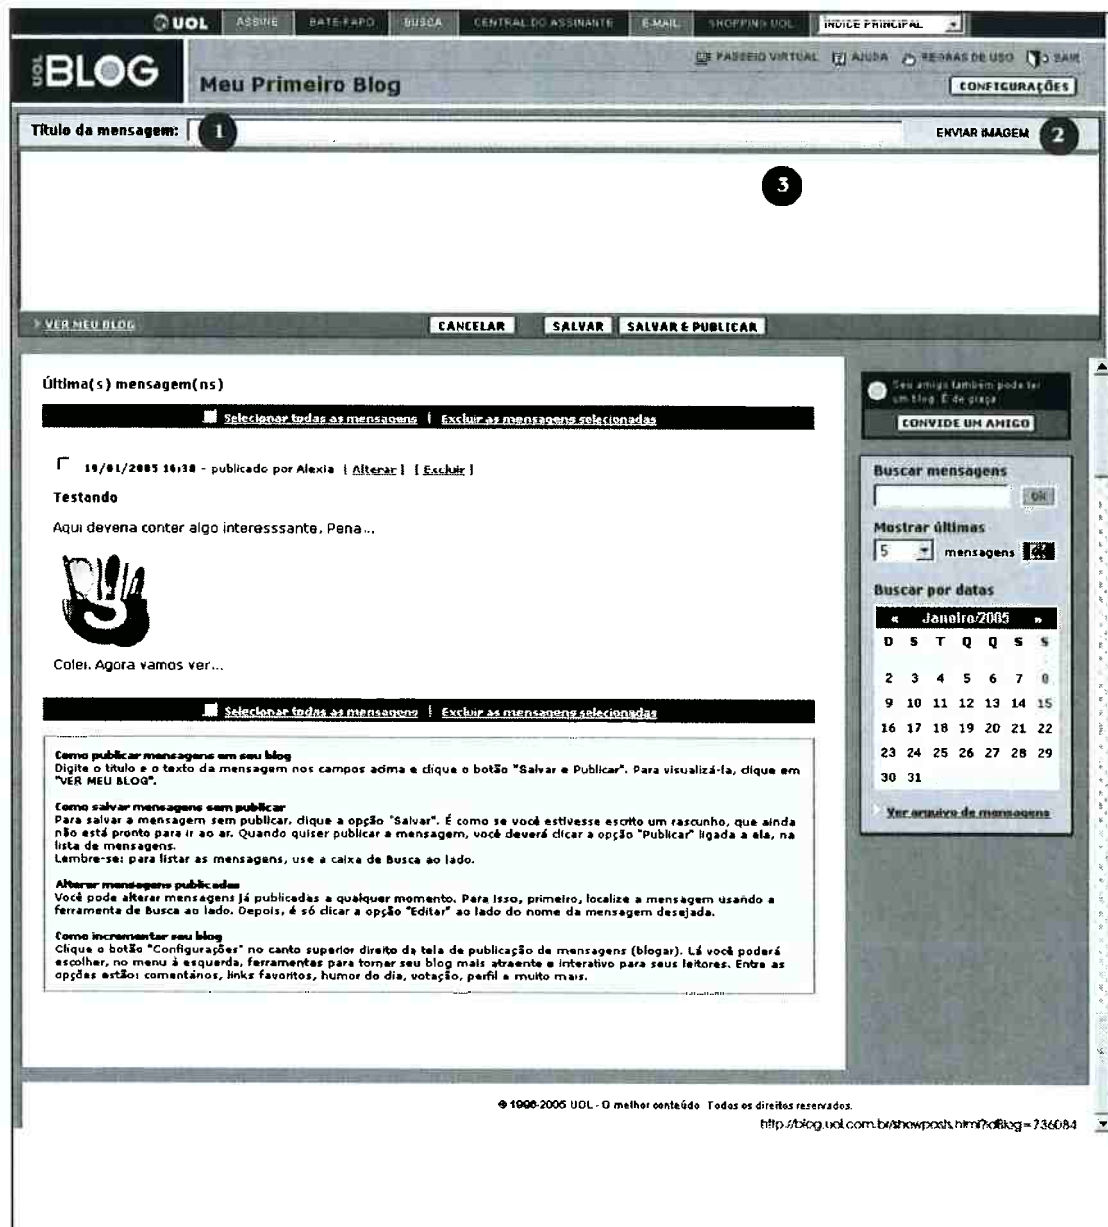 UOL ASSINE BATE-PAPO BUSCA CENTRAL DO ASSINANTE E-MAIL SHOPPING UOL ÍNDICE PRINCIPAL
PASSEIO VIRTUAL AJUDA REGRAS DE USO SAIR
UOL BLOG
Meu Primeiro Blog
CONFIGURAÇÕES
Título da mensagem: 1 ENVIAR IMAGEM 2
3
VER MEU BLOG CANCELAR SALVAR SALVAR E PUBLICAR
Última(s) mensagem(ns)
Selecionar todas as mensagens | Excluir as mensagens selecionadas
19/01/2005 16:38 - publicado por Alexia [ Alterar ] [ Excluir ]
Testando
Aqui deveria conter algo interesssante. Pena...
Colei. Agora vamos ver...
Selecionar todas as mensagens | Excluir as mensagens selecionadas
Como publicar mensagens em seu blog
Digite o título e o texto da mensagem nos campos acima e clique o botão "Salvar e Publicar". Para visualizá-la, clique em
"VER MEU BLOG".
Como salvar mensagens sem publicar
Para salvar a mensagem sem publicar, clique a opção "Salvar". É como se você estivesse escrito um rascunho, que ainda
não está pronto para ir ao ar. Quando quiser publicar a mensagem, você deverá clicar a opção "Publicar" ligada a ela, na
lista de mensagens.
Lembre-se: para listar as mensagens, use a caixa de Busca ao lado.
Alterar mensagens publicadas
Você pode alterar mensagens já publicadas a qualquer momento. Para isso, primeiro, localize a mensagem usando a
ferramenta de Busca ao lado. Depois, é só clicar a opção "Editar" ao lado do nome da mensagem desejada.
Como incrementar seu blog
Clique o botão "Configurações" no canto superior direito da tela de publicação de mensagens (blogar). Lá você poderá
escolher, no menu à esquerda, ferramentas para tornar seu blog mais atraente e interativo para seus leitores. Entre as
opções estão: comentários, links favoritos, humor do dia, votação, perfil e muito mais.
Seu amigo também pode ter
um blog. É de graça
CONVIDE UM AMIGO
Buscar mensagens
ok
Mostrar últimas
5 mensagens ok
Buscar por datas
« Janeiro/2005 »
D S T Q Q S S
2 3 4 5 6 7 8
9 10 11 12 13 14 15
16 17 18 19 20 21 22
23 24 25 26 27 28 29
30 31
Ver arquivo de mensagens
© 1996-2005 UOL - O melhor conteúdo. Todos os direitos reservados.
http://blog.uol.com.br/showposts.html?idBlog=736084